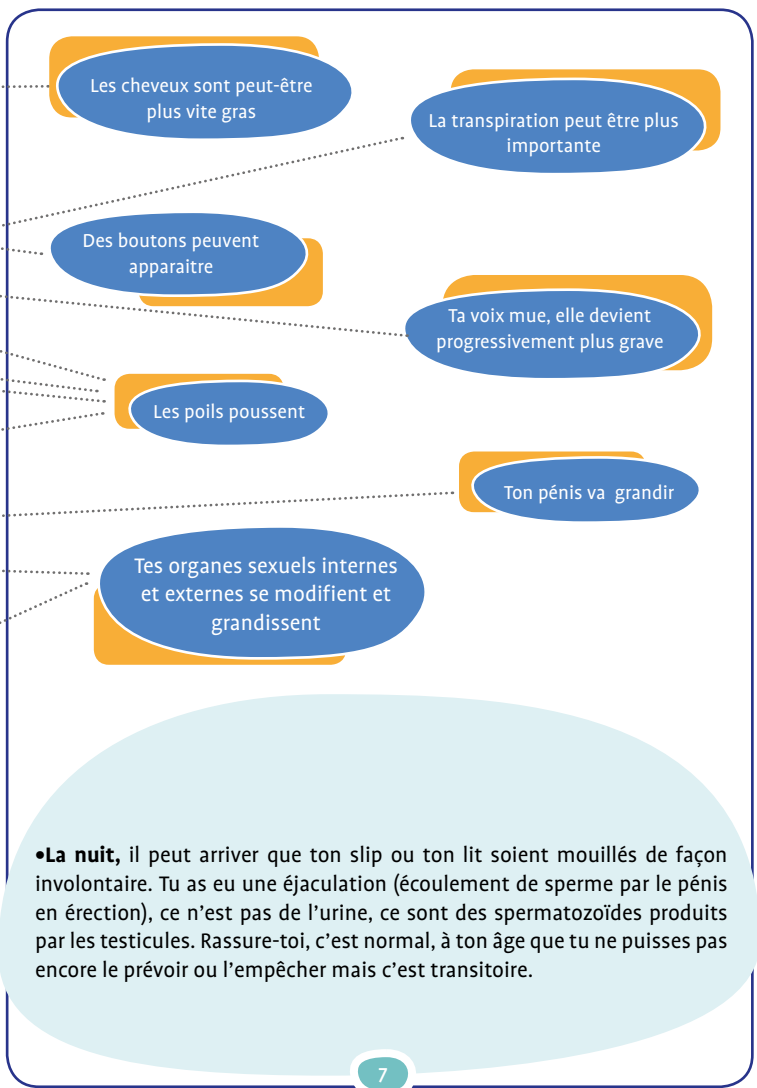 Les cheveux sont peut-être
plus vite gras
La transpiration peut être plus
importante
Des boutons peuvent
apparaitre
Ta voix mue, elle devient
progressivement plus grave
Les poils poussent
Ton pénis va  grandir
Tes organes sexuels internes
et externes se modifient et
grandissent
•La nuit, il peut arriver que ton slip ou ton lit soient mouillés de façon
involontaire. Tu as eu une éjaculation (écoulement de sperme par le pénis
en érection), ce n’est pas de l’urine, ce sont des spermatozoïdes produits
par les testicules. Rassure-toi, c’est normal, à ton âge que tu ne puisses pas
encore le prévoir ou l’empêcher mais c’est transitoire.
7